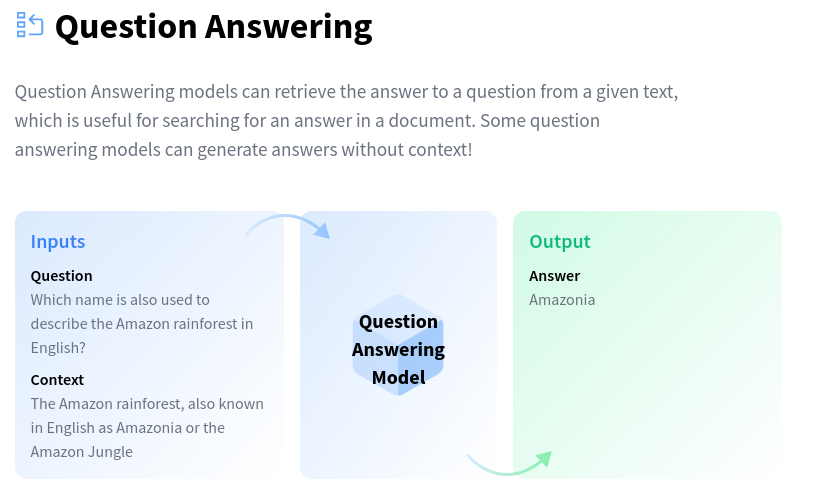 Question Answering
Question Answering models can retrieve the answer to a question from a given text,
which is useful for searching for an answer in a document. Some question
answering models can generate answers without context!
Inputs
Question
Which name is also used to
describe the Amazon rainforest in
English?
Context
The Amazon rainforest, also known
in English as Amazonia or the
Amazon Jungle
Question
Answering
Model
Output
Answer
Amazonia